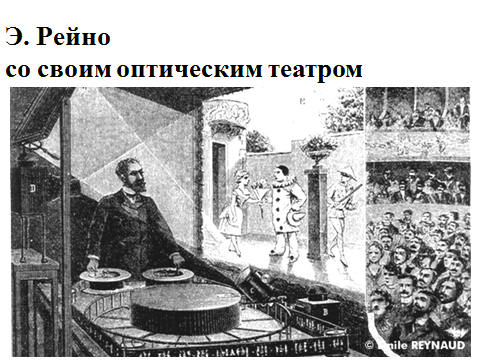 Э. Рейно
со своим оптическим театром
E
D
B
© Emile REYNAUD